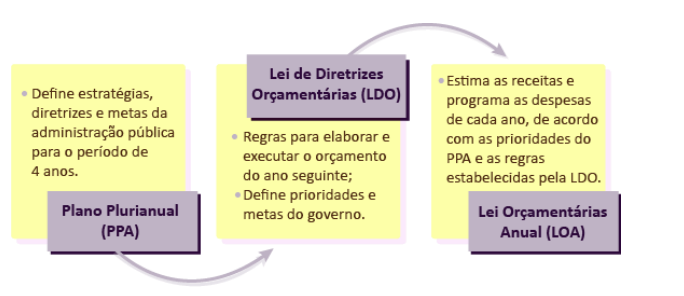 • Define estratégias,
diretrizes e metas da
administração pública
para o período de
4 anos.
Plano Plurianual
(PPA)
Lei de Diretrizes
Orçamentárias (LDO)
• Regras para elaborar e
executar o orçamento
do ano seguinte;
• Define prioridades e
metas do governo.
• Estima as receitas e
programa as despesas
de cada ano, de acordo
com as prioridades do
PPA e as regras
estabelecidas pela LDO.
Lei Orçamentárias
Anual (LOA)